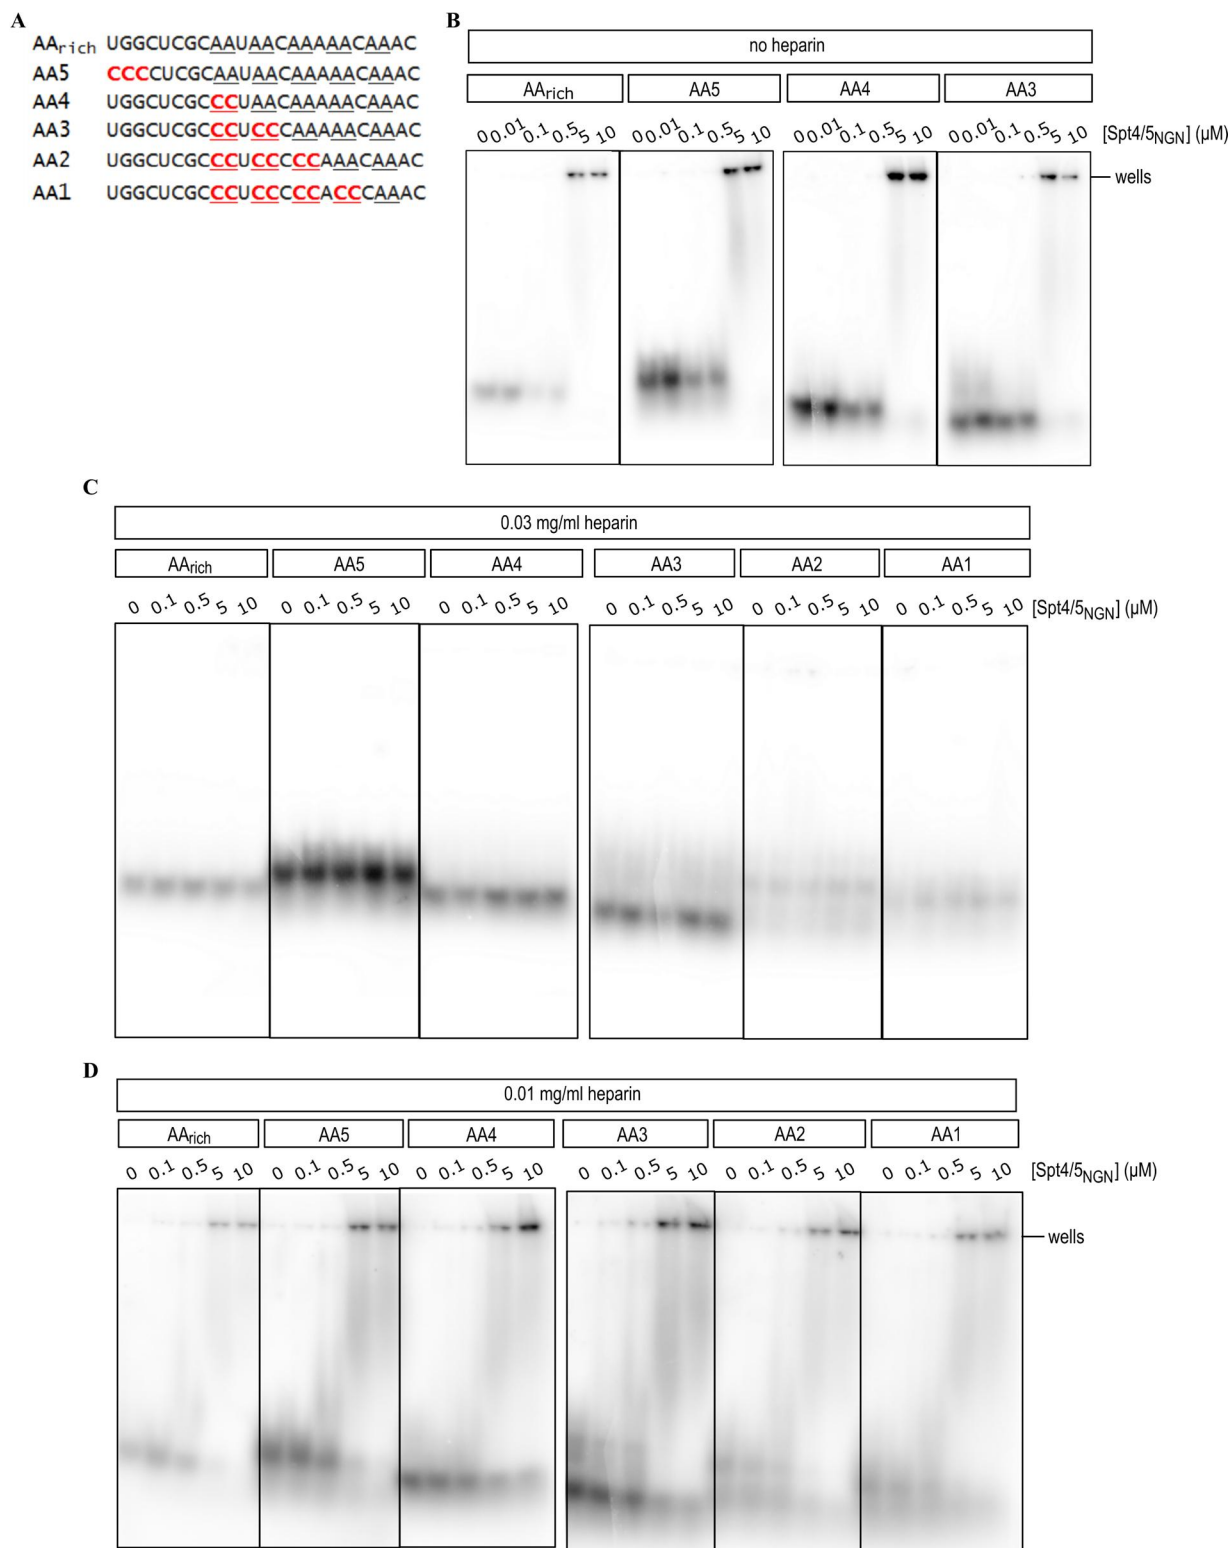 A
AArich UGGCUCGCAAUAACAAAAACAAAC
AA5 CCCCUCGCAAUAACAAAAACAAAC
AA4 UGGCUCGCCCUAACAAAAACAAAC
AA3 UGGCUCGCCCUCCCAAAAACAAAC
AA2 UGGCUCGCCCUCCCCCAAACAAAC
AA1 UGGCUCGCCCUCCCCCACCCAAAC
B
no heparin
AArich AA5 AA4 AA3
0 0.01 0.1 0.5 5 10 0 0.01 0.1 0.5 5 10 0 0.01 0.1 0.5 5 10 0 0.01 0.1 0.5 5 10 [Spt4/5NGN] (µM)
wells
C
0.03 mg/ml heparin
AArich AA5 AA4 AA3 AA2 AA1
0 0.1 0.5 5 10 0 0.1 0.5 5 10 0 0.1 0.5 5 10 0 0.1 0.5 5 10 0 0.1 0.5 5 10 0 0.1 0.5 5 10 [Spt4/5NGN] (µM)
D
0.01 mg/ml heparin
AArich AA5 AA4 AA3 AA2 AA1
0 0.1 0.5 5 10 0 0.1 0.5 5 10 0 0.1 0.5 5 10 0 0.1 0.5 5 10 0 0.1 0.5 5 10 0 0.1 0.5 5 10 [Spt4/5NGN] (µM)
wells